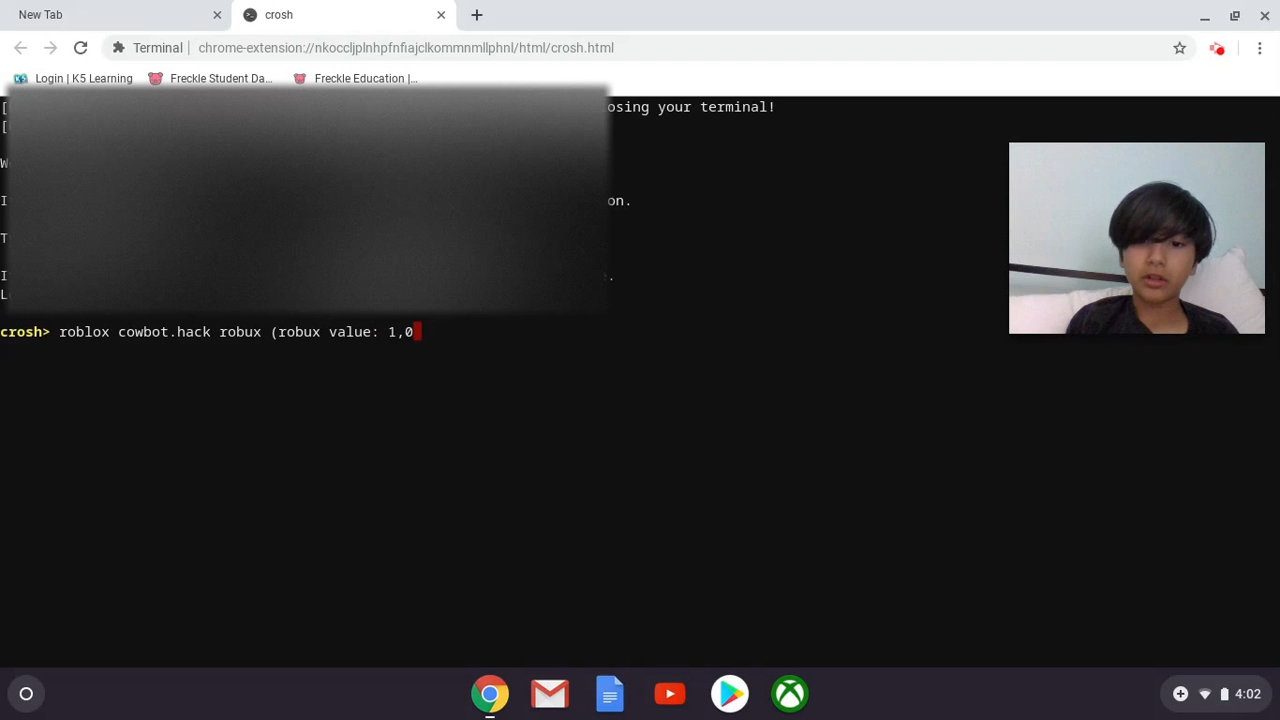 New Tab
crosh
Terminal chrome-extension://nkoccljplnhpfnfiajclkommnmllphnl/html/crosh.html
Login | K5 Learning Freckle Student Da... Freckle Education |...
[ osing your terminal!
[
W
I on.
T
I e.
L
crosh> roblox cowbot.hack robux (robux value: 1,0
4:02